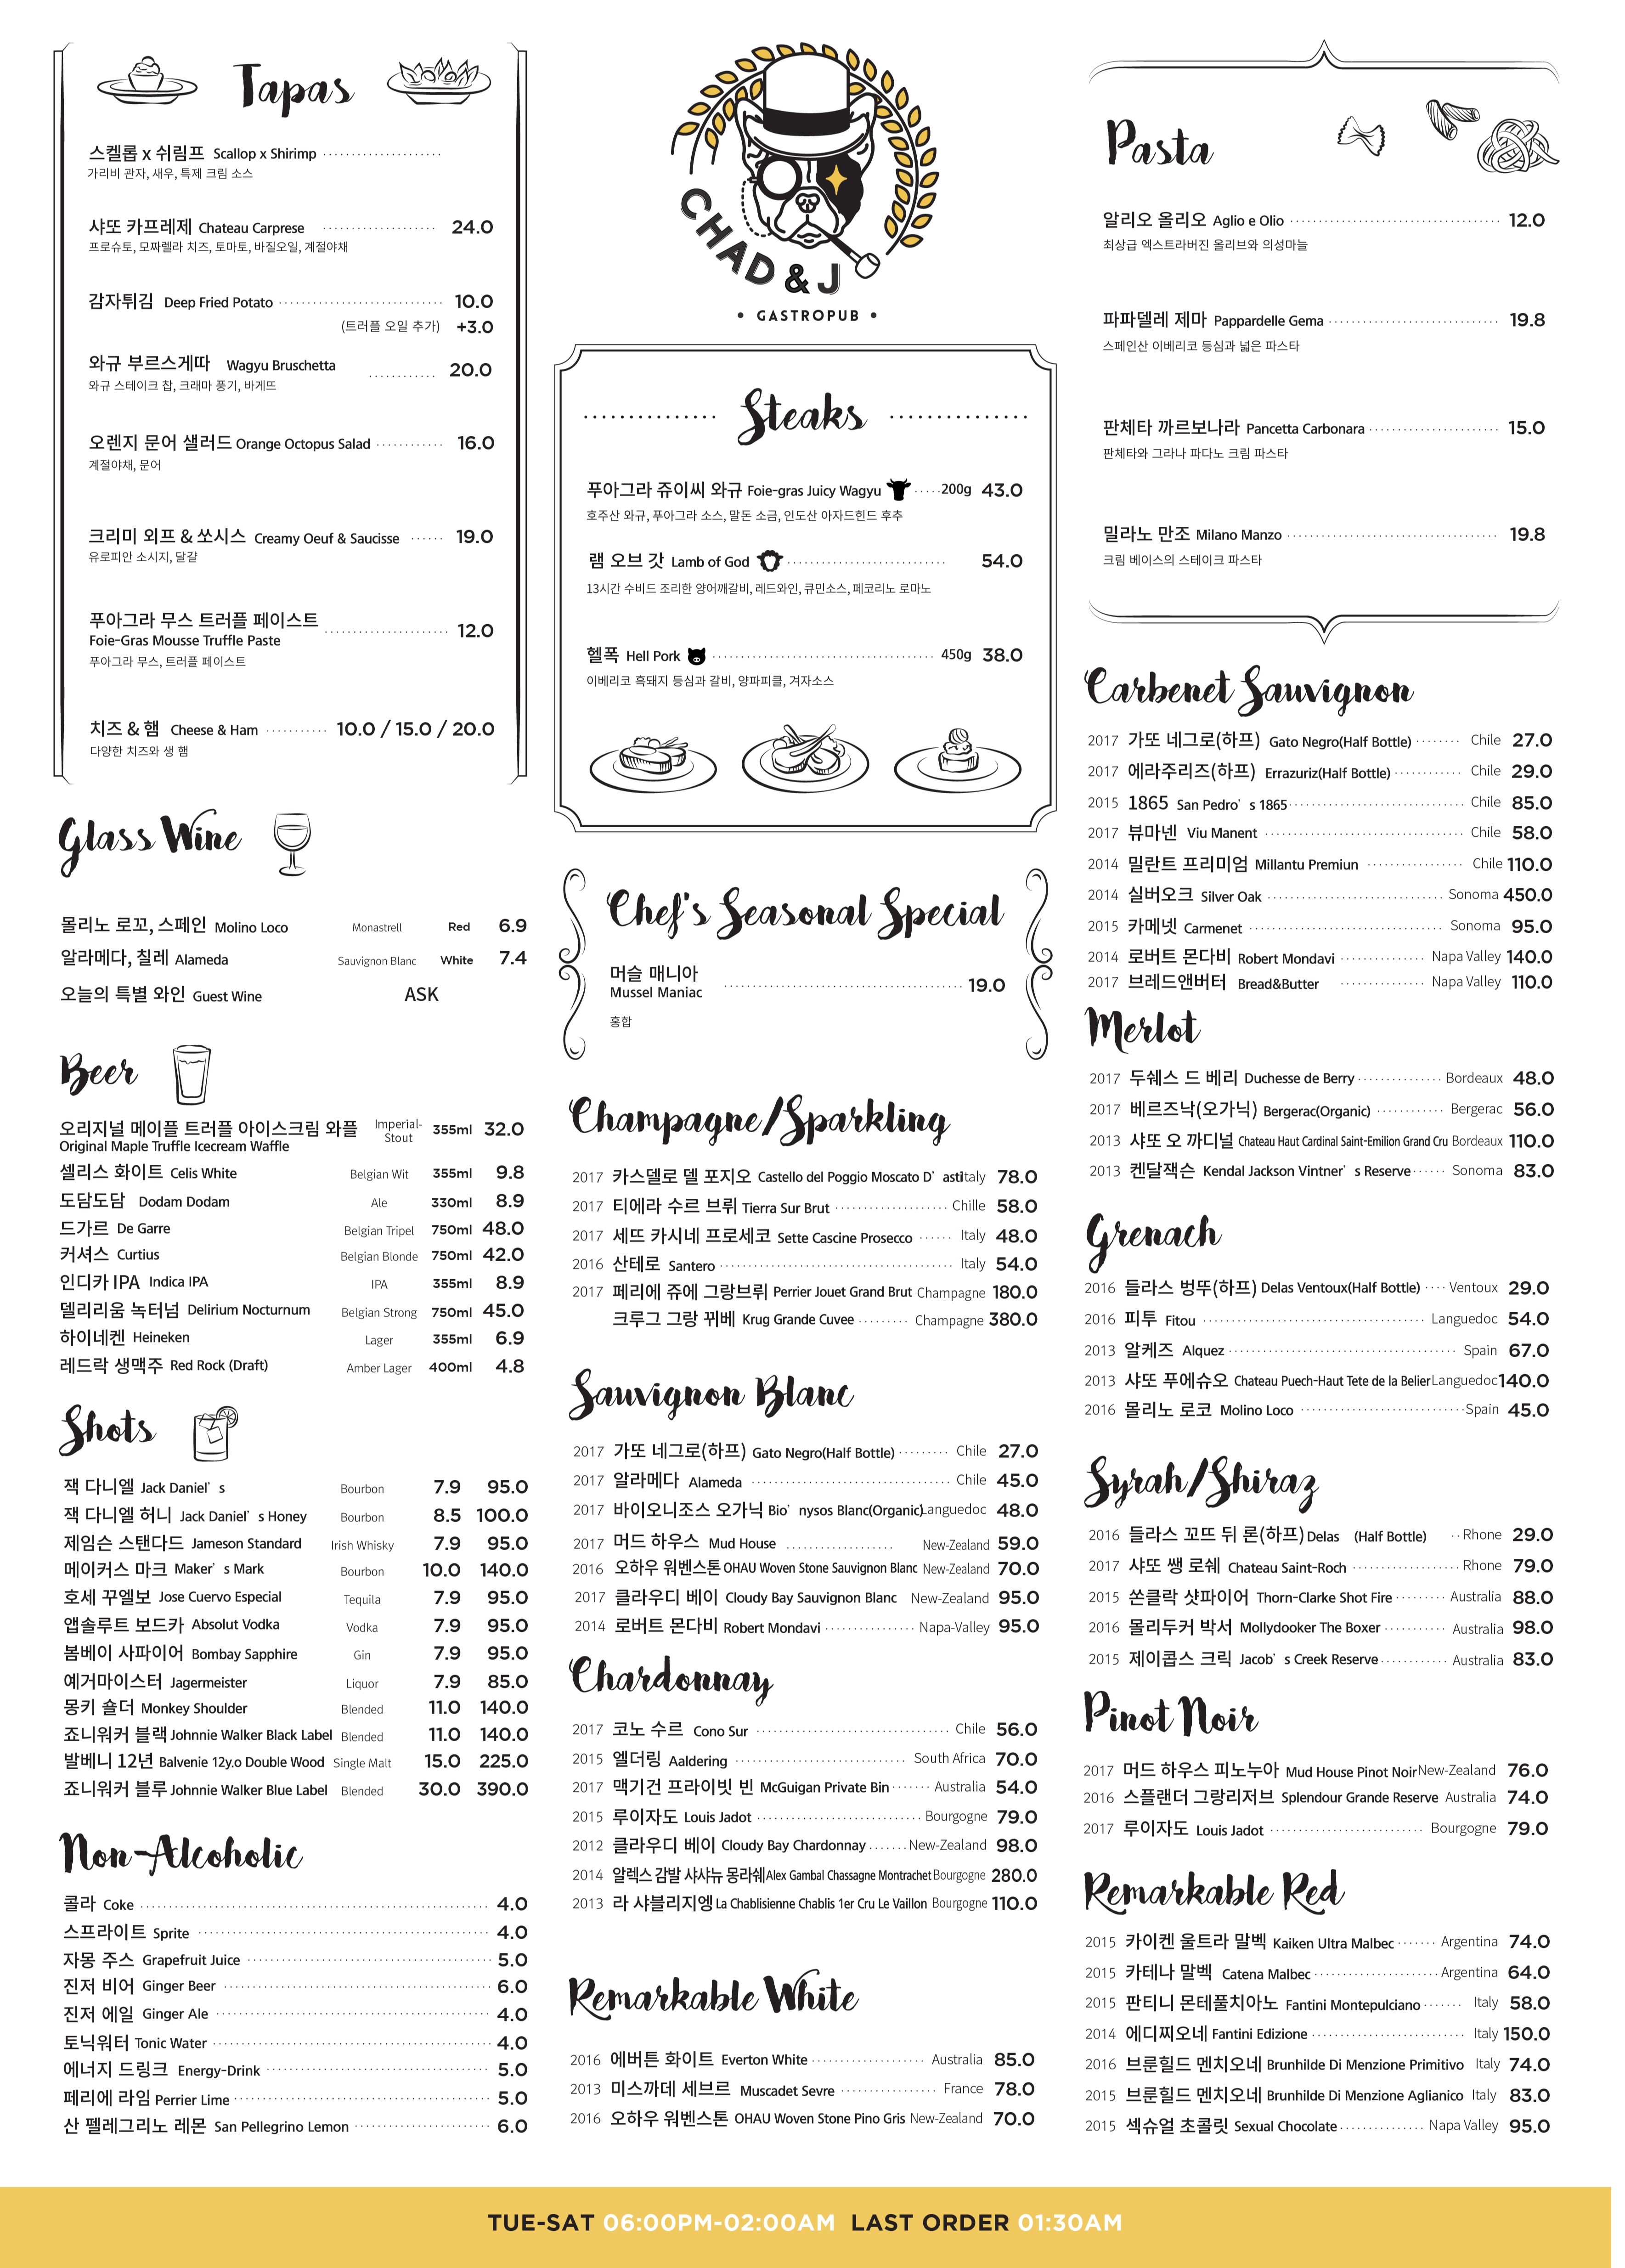 Tapas
스켈롭 x 쉬림프 Scallop x Shirimp
가리비 관자, 새우, 특제 크림 소스
샤또 카프레제 Chateau Carprese 24.0
프로슈토, 모짜렐라 치즈, 토마토, 바질오일, 계절야채
감자튀김 Deep Fried Potato 10.0
(트러플 오일 추가) +3.0
와규 부르스게따 Wagyu Bruschetta 20.0
와규 스테이크 찹, 크래마 풍기, 바게뜨
오렌지 문어 샐러드 Orange Octopus Salad 16.0
계절야채, 문어
크리미 외프 & 쏘시스 Creamy Oeuf & Saucisse 19.0
유로피안 소시지, 달걀
푸아그라 무스 트러플 페이스트
Foie-Gras Mousse Truffle Paste 12.0
푸아그라 무스, 트러플 페이스트
치즈 & 햄 Cheese & Ham 10.0 / 15.0 / 20.0
다양한 치즈와 생 햄
Glass Wine
몰리노 로꼬, 스페인 Molino Loco Monastrell Red 6.9
알라메다, 칠레 Alameda Sauvignon Blanc White 7.4
오늘의 특별 와인 Guest Wine ASK
Beer
오리지널 메이플 트러플 아이스크림 와플 Imperial-Stout 355ml 32.0
Original Maple Truffle Icecream Waffle
셀리스 화이트 Celis White Belgian Wit 355ml 9.8
도담도담 Dodam Dodam Ale 330ml 8.9
드가르 De Garre Belgian Tripel 750ml 48.0
커셔스 Curtius Belgian Blonde 750ml 42.0
인디카 IPA Indica IPA IPA 355ml 8.9
델리리움 녹터넘 Delirium Nocturnum Belgian Strong 750ml 45.0
하이네켄 Heineken Lager 355ml 6.9
레드락 생맥주 Red Rock (Draft) Amber Lager 400ml 4.8
Shots
잭 다니엘 Jack Daniel's Bourbon 7.9 95.0
잭 다니엘 허니 Jack Daniel's Honey Bourbon 8.5 100.0
제임슨 스탠다드 Jameson Standard Irish Whisky 7.9 95.0
메이커스 마크 Maker's Mark Bourbon 10.0 140.0
호세 꾸엘보 Jose Cuervo Especial Tequila 7.9 95.0
앱솔루트 보드카 Absolut Vodka Vodka 7.9 95.0
봄베이 사파이어 Bombay Sapphire Gin 7.9 95.0
예거마이스터 Jagermeister Liquor 7.9 85.0
몽키 숄더 Monkey Shoulder Blended 11.0 140.0
죠니워커 블랙 Johnnie Walker Black Label Blended 11.0 140.0
발베니 12년 Balvenie 12y.o Double Wood Single Malt 15.0 225.0
죠니워커 블루 Johnnie Walker Blue Label Blended 30.0 390.0
Non-Alcoholic
콜라 Coke 4.0
스프라이트 Sprite 4.0
자몽 주스 Grapefruit Juice 5.0
진저 비어 Ginger Beer 6.0
진저 에일 Ginger Ale 4.0
토닉워터 Tonic Water 4.0
에너지 드링크 Energy-Drink 5.0
페리에 라임 Perrier Lime 5.0
산 펠레그리노 레몬 San Pellegrino Lemon 6.0
CHAD & J
• GASTROPUB •
Steaks
푸아그라 쥬이씨 와규 Foie-gras Juicy Wagyu 200g 43.0
호주산 와규, 푸아그라 소스, 말돈 소금, 인도산 아자드힌드 후추
램 오브 갓 Lamb of God 54.0
13시간 수비드 조리한 양어깨갈비, 레드와인, 큐민소스, 페코리노 로마노
헬폭 Hell Pork 450g 38.0
이베리코 흑돼지 등심과 갈비, 양파피클, 겨자소스
Chef's Seasonal Special
머슬 매니아
Mussel Maniac 19.0
홍합
Champagne/Sparkling
2017 카스델로 델 포지오 Castello del Poggio Moscato D'asti Italy 78.0
2017 티에라 수르 브뤼 Tierra Sur Brut Chille 58.0
2017 세뜨 카시네 프로세코 Sette Cascine Prosecco Italy 48.0
2016 산테로 Santero Italy 54.0
2017 페리에 쥬에 그랑브뤼 Perrier Jouet Grand Brut Champagne 180.0
크루그 그랑 뀌베 Krug Grande Cuvee Champagne 380.0
Sauvignon Blanc
2017 가또 네그로(하프) Gato Negro(Half Bottle) Chile 27.0
2017 알라메다 Alameda Chile 45.0
2017 바이오니조스 오가닉 Bio'nysos Blanc(Organic) Languedoc 48.0
2017 머드 하우스 Mud House New-Zealand 59.0
2016 오하우 워벤스톤 OHAU Woven Stone Sauvignon Blanc New-Zealand 70.0
2017 클라우디 베이 Cloudy Bay Sauvignon Blanc New-Zealand 95.0
2014 로버트 몬다비 Robert Mondavi Napa-Valley 95.0
Chardonnay
2017 코노 수르 Cono Sur Chile 56.0
2015 엘더링 Aaldering South Africa 70.0
2017 맥기건 프라이빗 빈 McGuigan Private Bin Australia 54.0
2015 루이자도 Louis Jadot Bourgogne 79.0
2012 클라우디 베이 Cloudy Bay Chardonnay New-Zealand 98.0
2014 알렉스 감발 샤샤뉴 몽라쉐 Alex Gambal Chassagne Montrachet Bourgogne 280.0
2013 라 샤블리지엥 La Chablisienne Chablis 1er Cru Le Vaillon Bourgogne 110.0
Remarkable White
2016 에버튼 화이트 Everton White Australia 85.0
2013 미스까데 세브르 Muscadet Sevre France 78.0
2016 오하우 워벤스톤 OHAU Woven Stone Pino Gris New-Zealand 70.0
Pasta
알리오 올리오 Aglio e Olio 12.0
최상급 엑스트라버진 올리브와 의성마늘
파파델레 제마 Pappardelle Gema 19.8
스페인산 이베리코 등심과 넓은 파스타
판체타 까르보나라 Pancetta Carbonara 15.0
판체타와 그라나 파다노 크림 파스타
밀라노 만조 Milano Manzo 19.8
크림 베이스의 스테이크 파스타
Carbenet Sauvignon
2017 가또 네그로(하프) Gato Negro(Half Bottle) Chile 27.0
2017 에라주리즈(하프) Errazuriz(Half Bottle) Chile 29.0
2015 1865 San Pedro's 1865 Chile 85.0
2017 뷰마넨 Viu Manent Chile 58.0
2014 밀란트 프리미엄 Millantu Premiun Chile 110.0
2014 실버오크 Silver Oak Sonoma 450.0
2015 카메넷 Carmenet Sonoma 95.0
2014 로버트 몬다비 Robert Mondavi Napa Valley 140.0
2017 브레드앤버터 Bread&Butter Napa Valley 110.0
Merlot
2017 두쉐스 드 베리 Duchesse de Berry Bordeaux 48.0
2017 베르즈낙(오가닉) Bergerac(Organic) Bergerac 56.0
2013 샤또 오 까디널 Chateau Haut Cardinal Saint-Emilion Grand Cru Bordeaux 110.0
2013 켄달잭슨 Kendal Jackson Vintner's Reserve Sonoma 83.0
Grenach
2016 들라스 벙뚜(하프) Delas Ventoux(Half Bottle) Ventoux 29.0
2016 피투 Fitou Languedoc 54.0
2013 알케즈 Alquez Spain 67.0
2013 샤또 푸에슈오 Chateau Puech-Haut Tete de la Belier Languedoc 140.0
2016 몰리노 로코 Molino Loco Spain 45.0
Syrah/Shiraz
2016 들라스 꼬뜨 뒤 론(하프) Delas (Half Bottle) Rhone 29.0
2017 샤또 쌩 로쉐 Chateau Saint-Roch Rhone 79.0
2015 쏜클락 샷파이어 Thorn-Clarke Shot Fire Australia 88.0
2016 몰리두커 박서 Mollydooker The Boxer Australia 98.0
2015 제이콥스 크릭 Jacob's Creek Reserve Australia 83.0
Pinot Noir
2017 머드 하우스 피노누아 Mud House Pinot Noir New-Zealand 76.0
2016 스플랜더 그랑리저브 Splendour Grande Reserve Australia 74.0
2017 루이자도 Louis Jadot Bourgogne 79.0
Remarkable Red
2015 카이켄 울트라 말벡 Kaiken Ultra Malbec Argentina 74.0
2015 카테나 말벡 Catena Malbec Argentina 64.0
2015 판티니 몬테풀치아노 Fantini Montepulciano Italy 58.0
2014 에디찌오네 Fantini Edizione Italy 150.0
2016 브룬힐드 멘치오네 Brunhilde Di Menzione Primitivo Italy 74.0
2015 브룬힐드 멘치오네 Brunhilde Di Menzione Aglianico Italy 83.0
2015 섹슈얼 초콜릿 Sexual Chocolate Napa Valley 95.0
TUE-SAT 06:00PM-02:00AM LAST ORDER 01:30AM